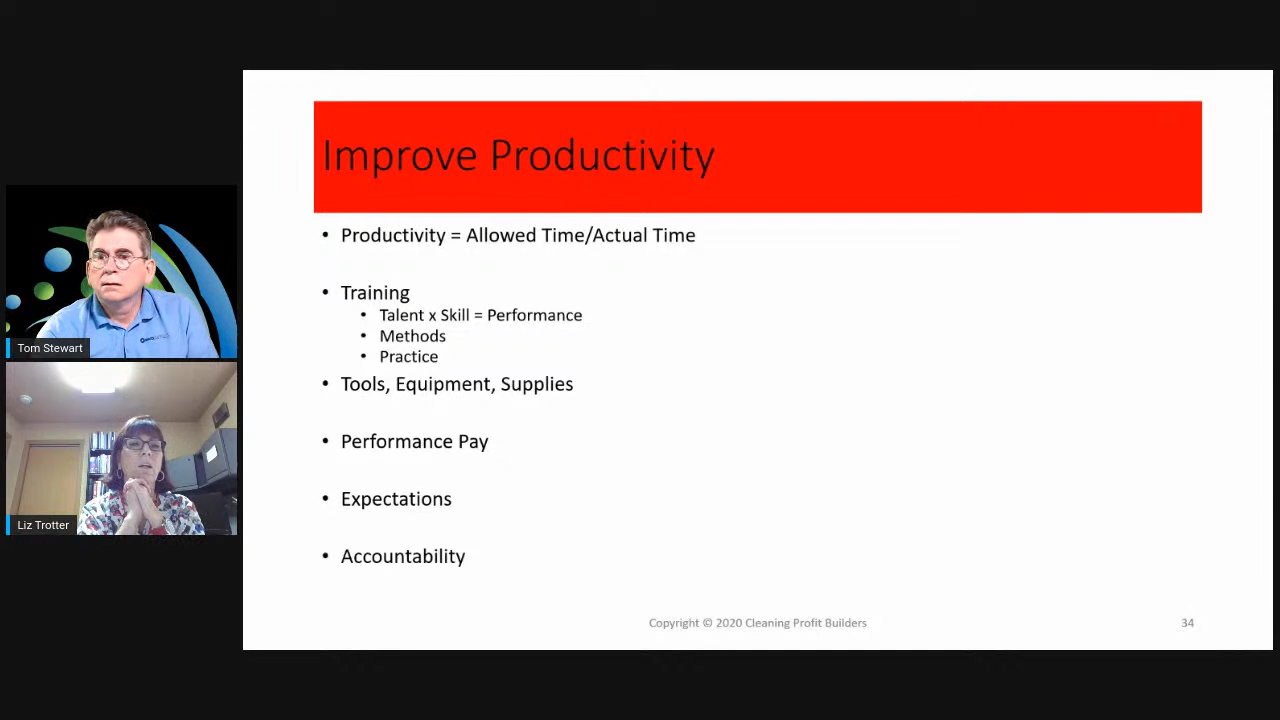 Improve Productivity
• Productivity = Allowed Time/Actual Time
• Training
• Talent x Skill = Performance
• Methods
• Practice
• Tools, Equipment, Supplies
• Performance Pay
• Expectations
• Accountability
Copyright © 2020 Cleaning Profit Builders
34
Tom Stewart
Liz Trotter